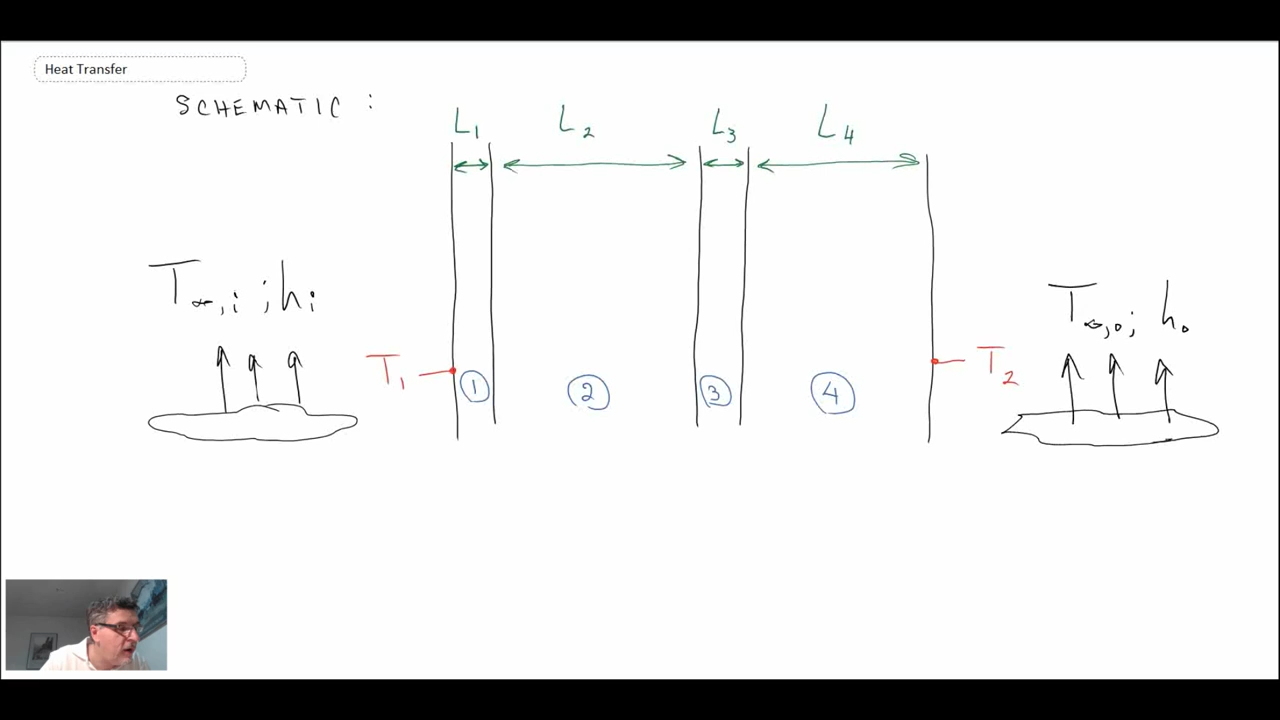 Heat Transfer
SCHEMATIC :
L1 L2 L3 L4
T∞,i ; hi
T∞,o ; ho
T1
T2
1 2 3 4